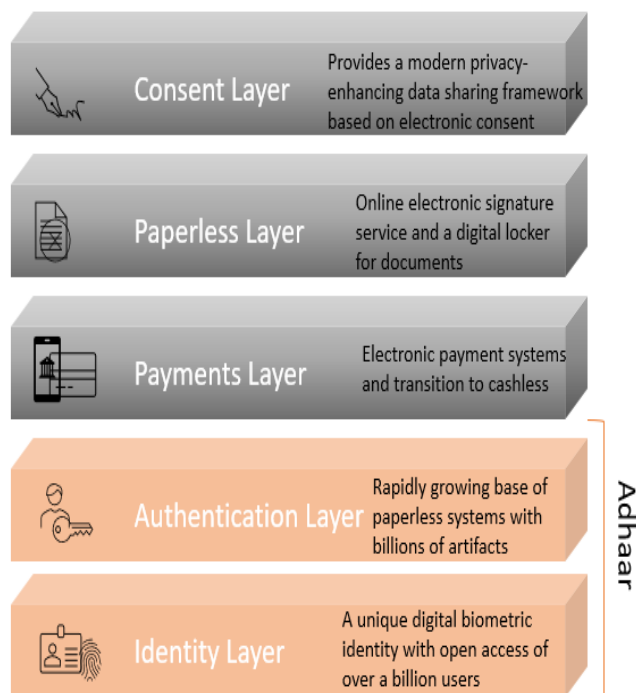 Consent Layer
Provides a modern privacy-
enhancing data sharing framework
based on electronic consent
Paperless Layer
Online electronic signature
service and a digital locker
for documents
Payments Layer
Electronic payment systems
and transition to cashless
Authentication Layer
Rapidly growing base of
paperless systems with
billions of artifacts
Identity Layer
A unique digital biometric
identity with open access of
over a billion users
Adhaar